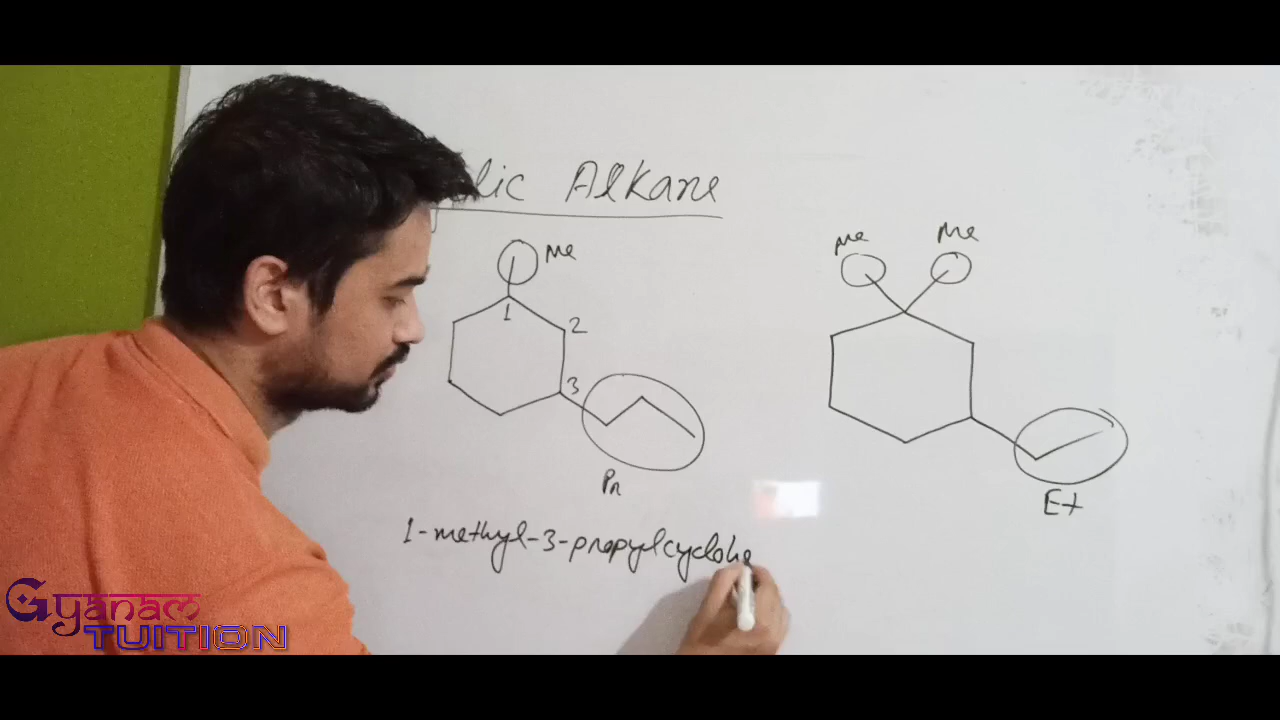 lic Alkane
Me
1
2
3
Pr
1-methyl-3-propylcyclohe
Me Me
Et
Gyanam
TUITION